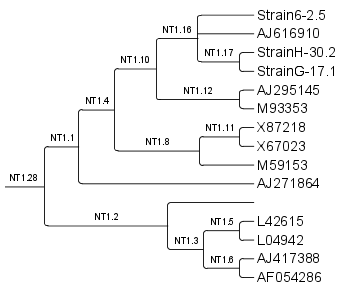 Strain6-2.5
NT1.16
AJ616910
StrainH-30.2
NT1.17
NT1.10
StrainG-17.1
AJ295145
NT1.12
NT1.4
M93353
X87218
NT1.11
NT1.1
NT1.8
X67023
M59153
NT1.28
AJ271864
NT1.2
NT1.5
L42615
NT1.3
L04942
NT1.6
AJ417388
AF054286